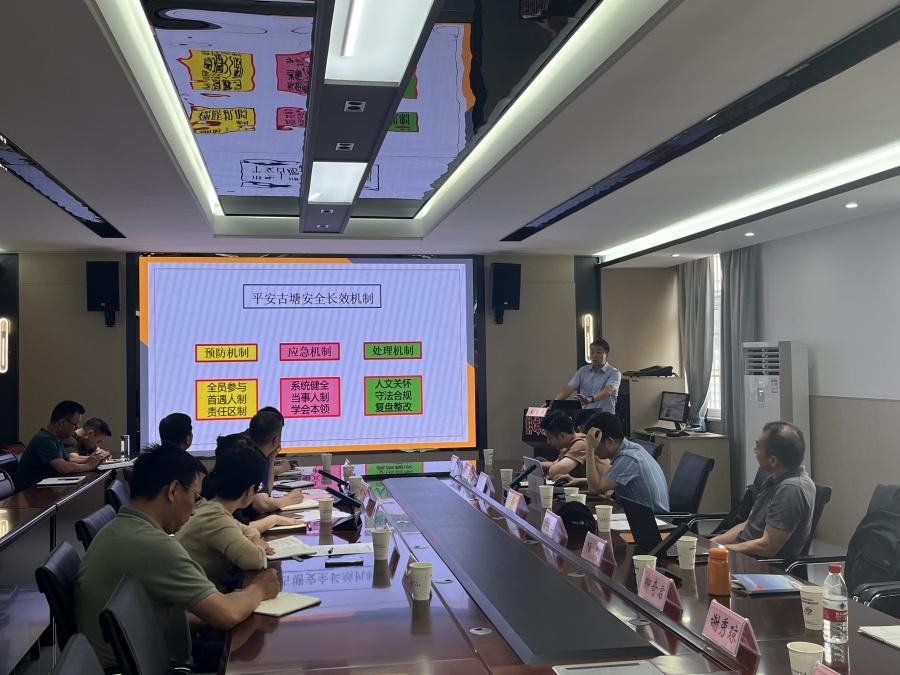 平安古塘安全长效机制
预防机制
应急机制
处理机制
全员参与
首遇人制
责任区制
系统健全
当事人制
学会本领
人文关怀
守法合规
复盘整改
谢秀琼